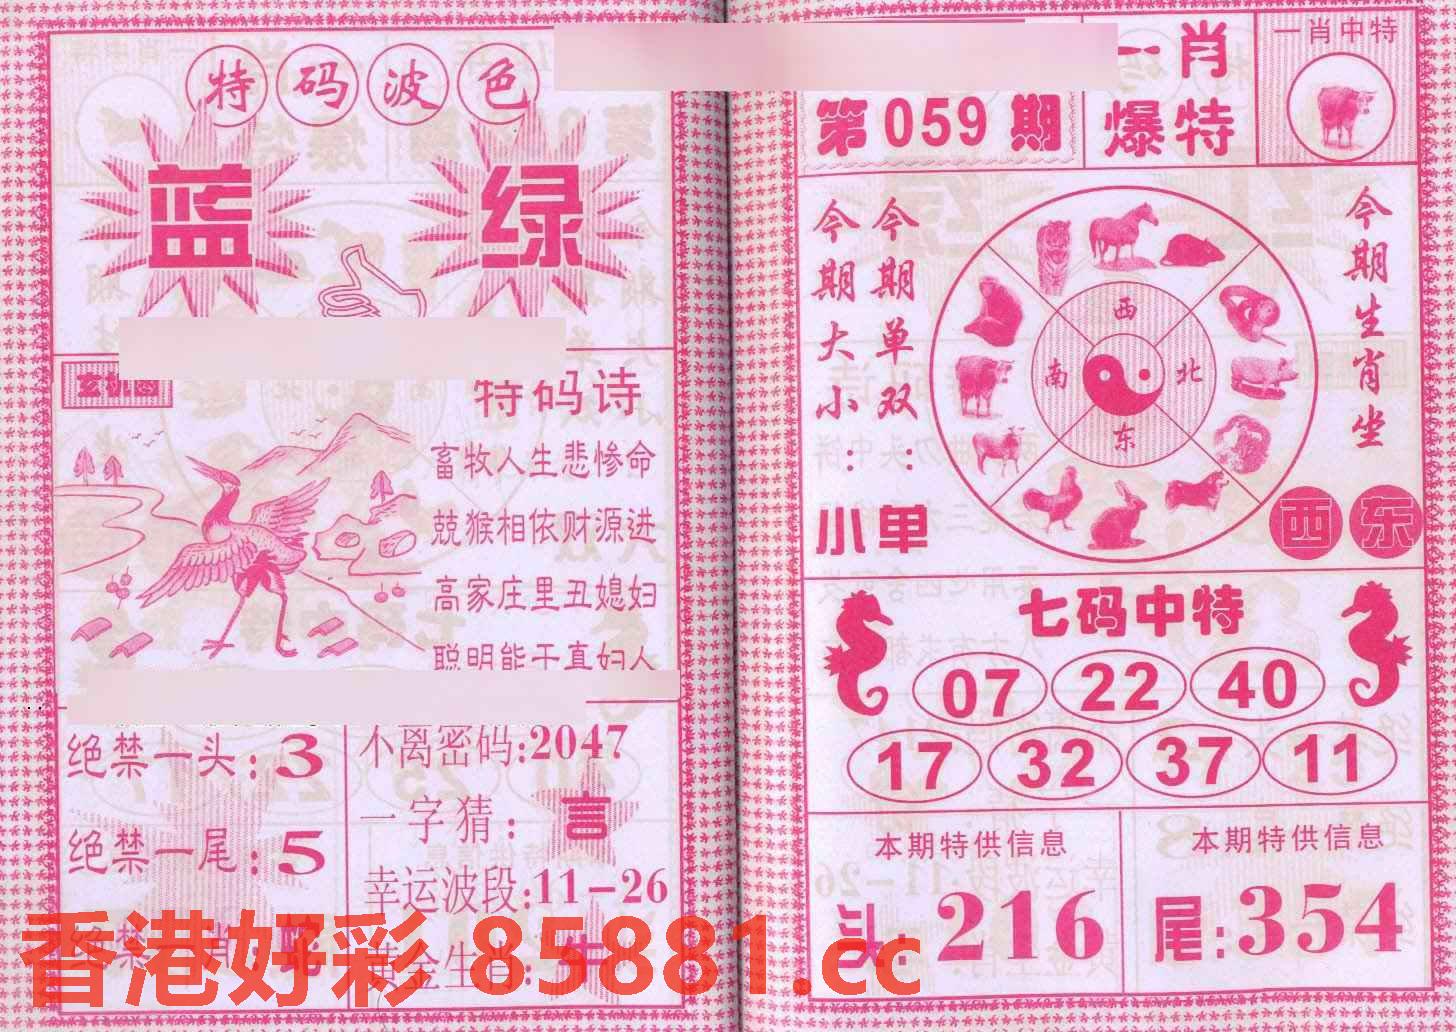 特码波色
蓝 绿
特码诗
畜牧人生悲惨命
兢猴相依财源进
高家庄里丑媳妇
聪明能干真妇人
绝禁一头:3
绝禁一尾:5
不离密码:2047
一字猜:言
幸运波段:11-26
黄金生肖:牛
香港好彩 85881.cc
第059期
一肖
爆特
一肖中特
今期大小:小
今期单双:单
西
南 北
东
今期生肖坐
西东
七码中特
07 22 40
17 32 37 11
本期特供信息
头:216
本期特供信息
尾:354